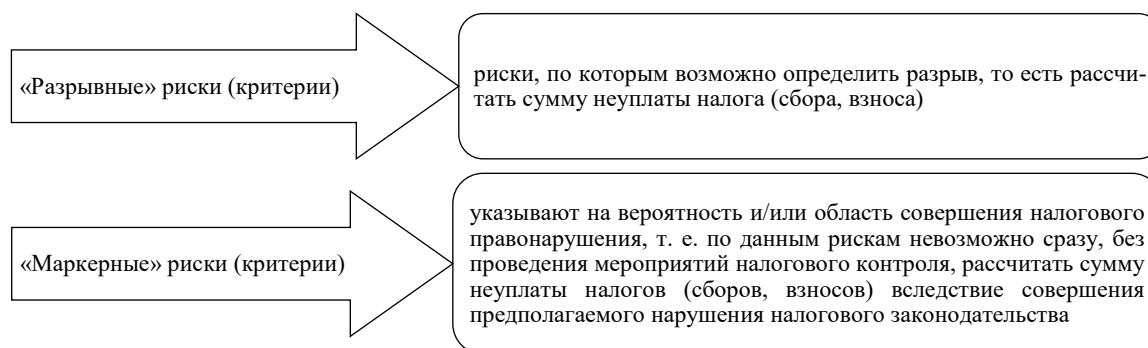 «Разрывные» риски (критерии)
риски, по которым возможно определить разрыв, то есть рассчи-
тать сумму неуплаты налога (сбора, взноса)
«Маркерные» риски (критерии)
указывают на вероятность и/или область совершения налогового
правонарушения, т. е. по данным рискам невозможно сразу, без
проведения мероприятий налогового контроля, рассчитать сумму
неуплаты налогов (сборов, взносов) вследствие совершения
предполагаемого нарушения налогового законодательства